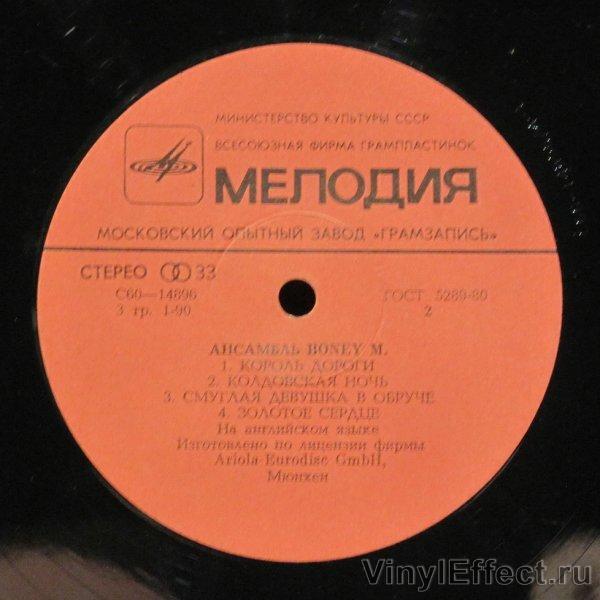 МИНИСТЕРСТВО КУЛЬТУРЫ СССР
ВСЕСОЮЗНАЯ ФИРМА ГРАМПЛАСТИНОК
МЕЛОДИЯ
МОСКОВСКИЙ ОПЫТНЫЙ ЗАВОД «ГРАМЗАПИСЬ»
СТЕРЕО 33
С60—14896 ГОСТ 5289-80
3 гр. 1-90 2
АНСАМБЛЬ BONEY M.
1. КОРОЛЬ ДОРОГИ
2. КОЛДОВСКАЯ НОЧЬ
3. СМУГЛАЯ ДЕВУШКА В ОБРУЧЕ
4. ЗОЛОТОЕ СЕРДЦЕ
На английском языке
Изготовлено по лицензии фирмы
Ariola-Eurodisc GmbH,
Мюнхен
VinylEffect.ru